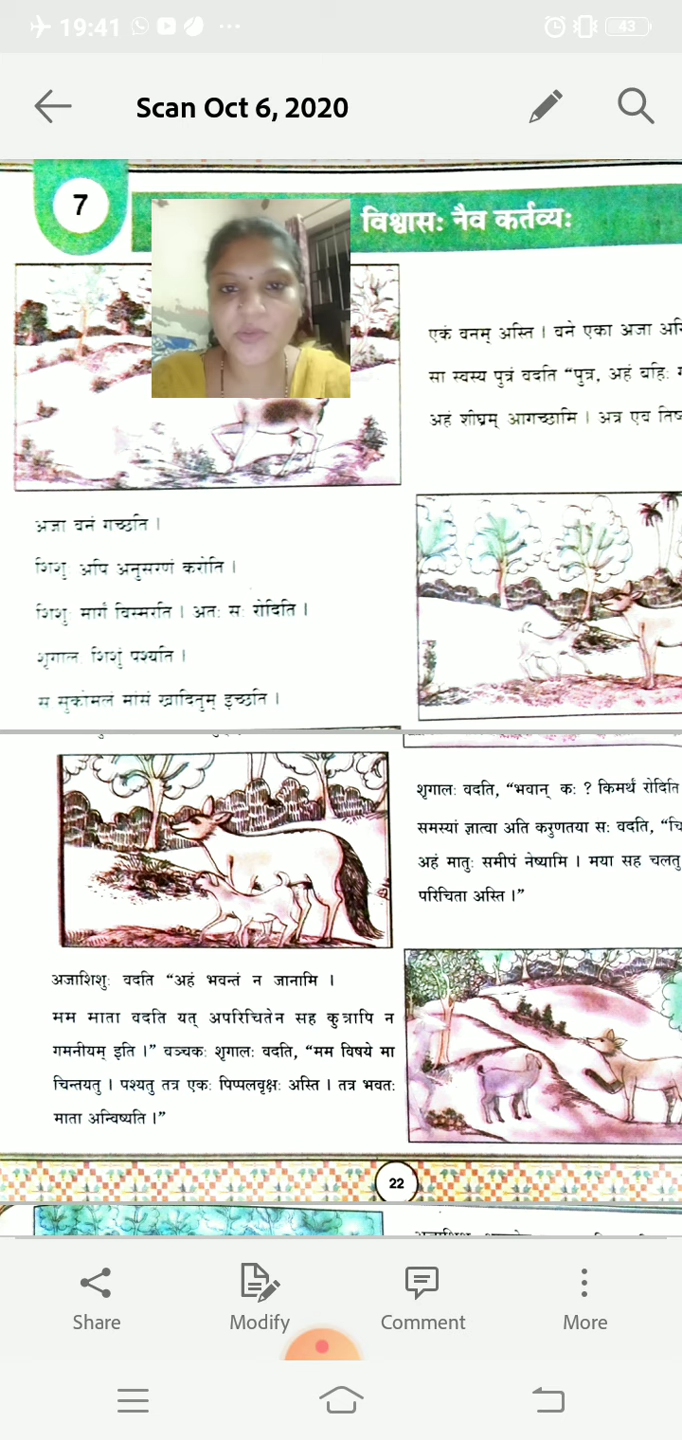 19:41
43
Scan Oct 6, 2020
7
विश्वासः नैव कर्तव्यः
एकं वनम् अस्ति । वने एका अजा
सा स्वस्य पुत्रं वदति “पुत्र, अहं बहिः
अहं शीघ्रम् आगच्छामि । अत्र एव
अजा वनं गच्छति ।
शिशु अपि अनुसरणं करोति ।
शिशु मार्गं विस्मरति । अतः सः रोदिति ।
शृगाल शिशुं पश्यति ।
स सुकोमलं मांसं खादितुम् इच्छति ।
शृगालः वदति, “भवान् कः ? किमर्थं रोदिति
समस्यां ज्ञात्वा अति करुणतया सः वदति,
अहं मातुः समीपं नेष्यामि । मया सह चलतु
परिचिता अस्ति ।”
अजाशिशुः वदति “अहं भवन्तं न जानामि ।
मम माता वदति यत् अपरिचितेन सह कुत्रापि न
गमनीयम् इति ।” वञ्चकः शृगालः वदति, “मम विषये मा
चिन्तयतु । पश्यतु तत्र एकः पिप्पलवृक्षः अस्ति । तत्र भवतः
माता अन्विष्यति ।”
22
Share
Modify
Comment
More